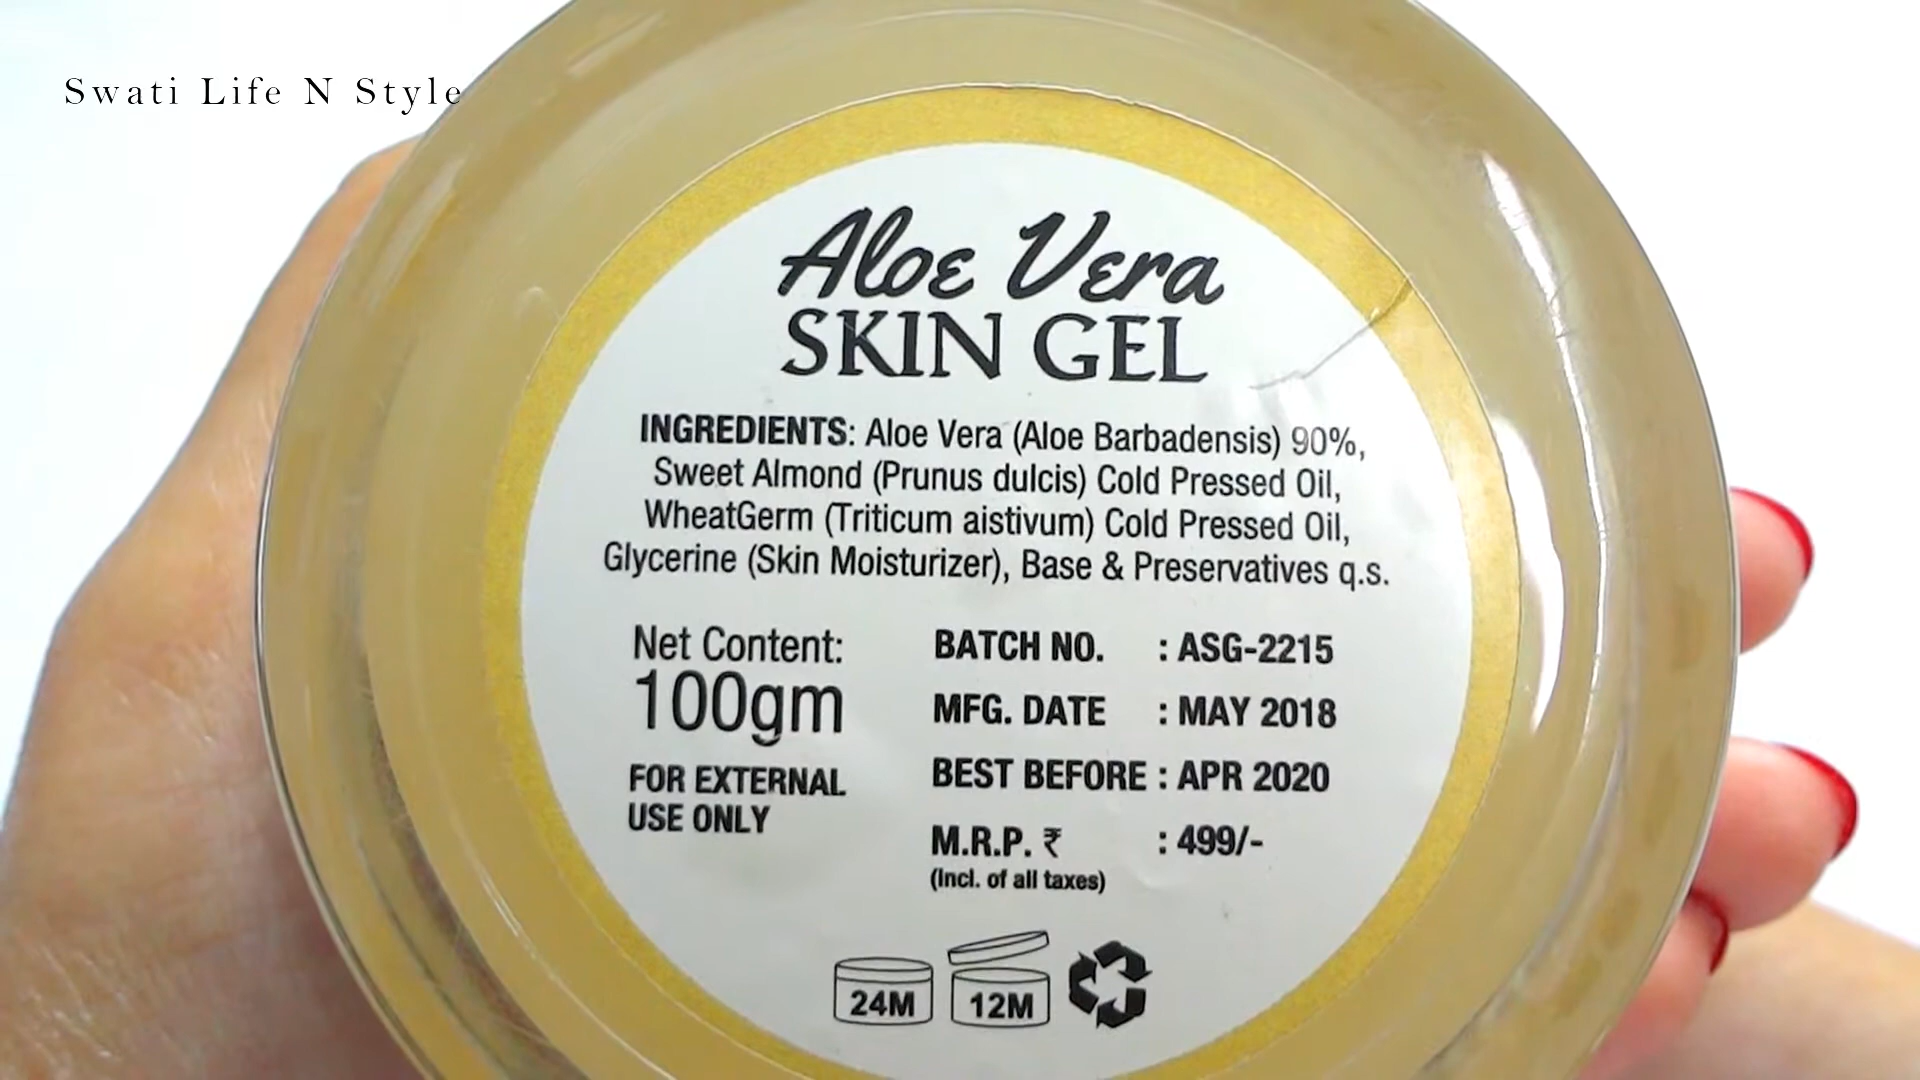 Swati Life N Style
Aloe Vera
SKIN GEL
INGREDIENTS: Aloe Vera (Aloe Barbadensis) 90%,
Sweet Almond (Prunus dulcis) Cold Pressed Oil,
WheatGerm (Triticum aistivum) Cold Pressed Oil,
Glycerine (Skin Moisturizer), Base & Preservatives q.s.
Net Content:
100gm
FOR EXTERNAL
USE ONLY
BATCH NO. : ASG-2215
MFG. DATE : MAY 2018
BEST BEFORE : APR 2020
M.R.P. ₹ : 499/-
(Incl. of all taxes)
24M 12M